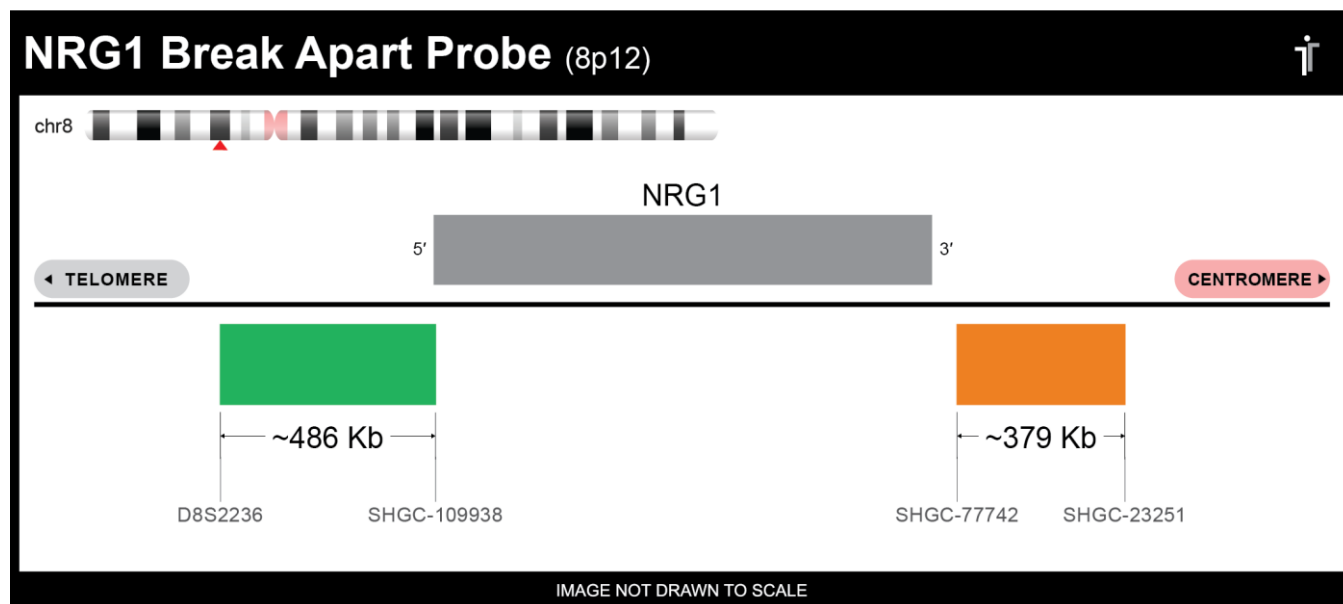 NRG1 Break Apart Probe (8p12)
chr8
NRG1
5′
3′
TELOMERE
CENTROMERE
~486 Kb
~379 Kb
D8S2236
SHGC-109938
SHGC-77742
SHGC-23251
IMAGE NOT DRAWN TO SCALE